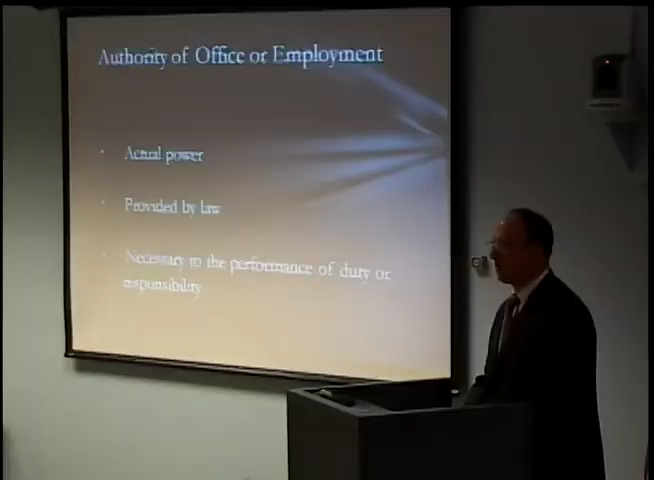 Authority of Office or Employment
Actual power
Provided by law
Necessary to the performance of duty or
responsibility